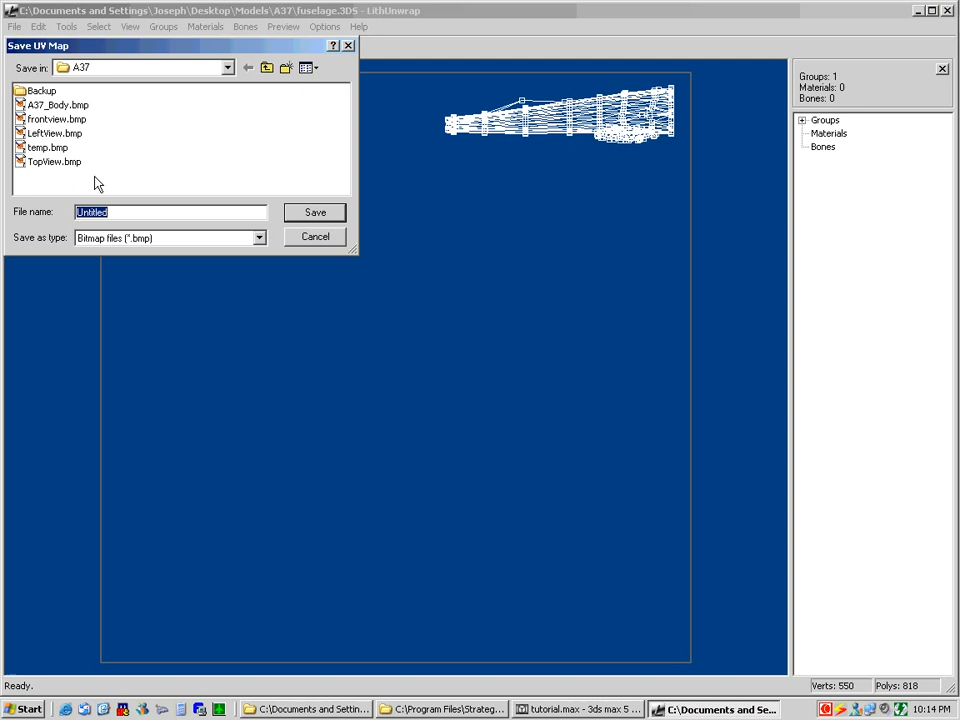 C:\Documents and Settings\Joseph\Desktop\Models\A37\fuselage.3DS - LithUnwrap
File Edit Tools Select View Groups Materials Bones Preview Options Help
Save UV Map
Save in: A37
Backup
A37_Body.bmp
frontview.bmp
LeftView.bmp
temp.bmp
TopView.bmp
File name: Untitled Save
Save as type: Bitmap files (*.bmp) Cancel
Groups: 1
Materials: 0
Bones: 0
Groups
Materials
Bones
Ready. Verts: 550 Polys: 818
Start C:\Documents and Settin... C:\Program Files\Strateg... tutorial.max - 3ds max 5 ... C:\Documents and Se... 10:14 PM